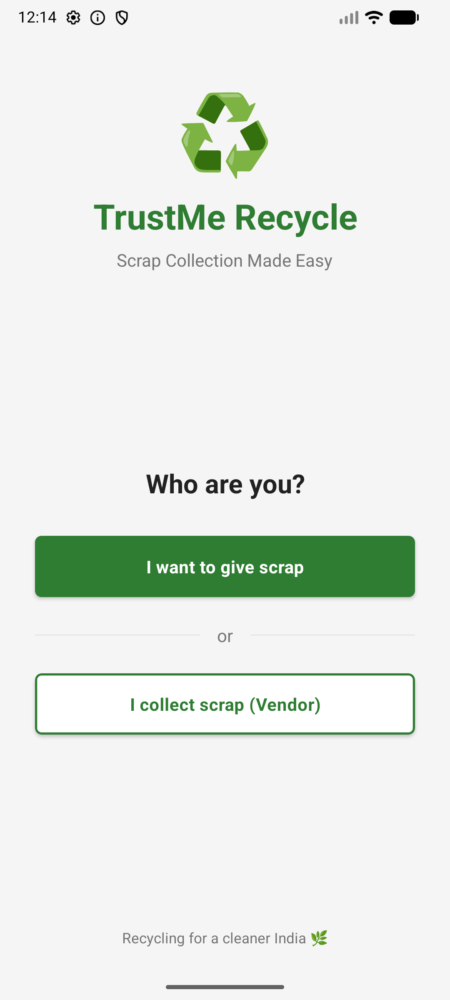 12:14
TrustMe Recycle
Scrap Collection Made Easy
Who are you?
I want to give scrap
or
I collect scrap (Vendor)
Recycling for a cleaner India 🌿